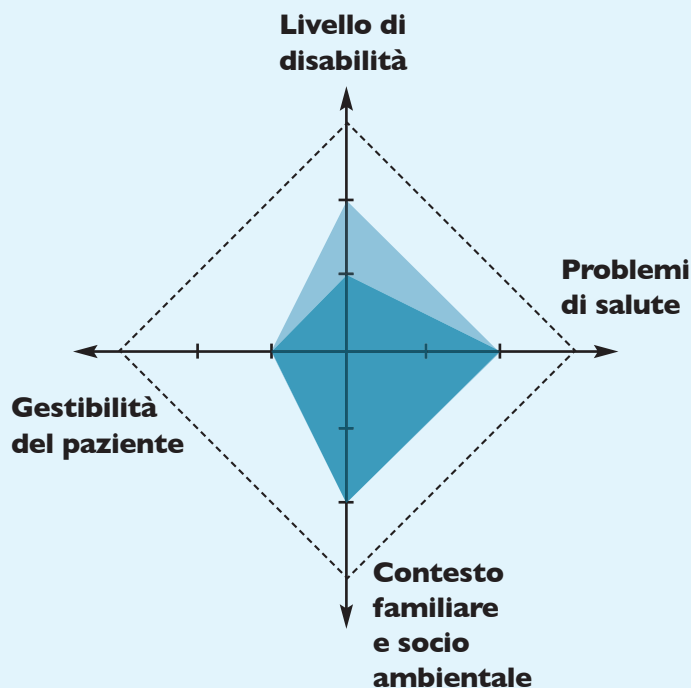 Livello di
disabilità
Problemi
di salute
Gestibilità
del paziente
Contesto
familiare
e socio
ambientale